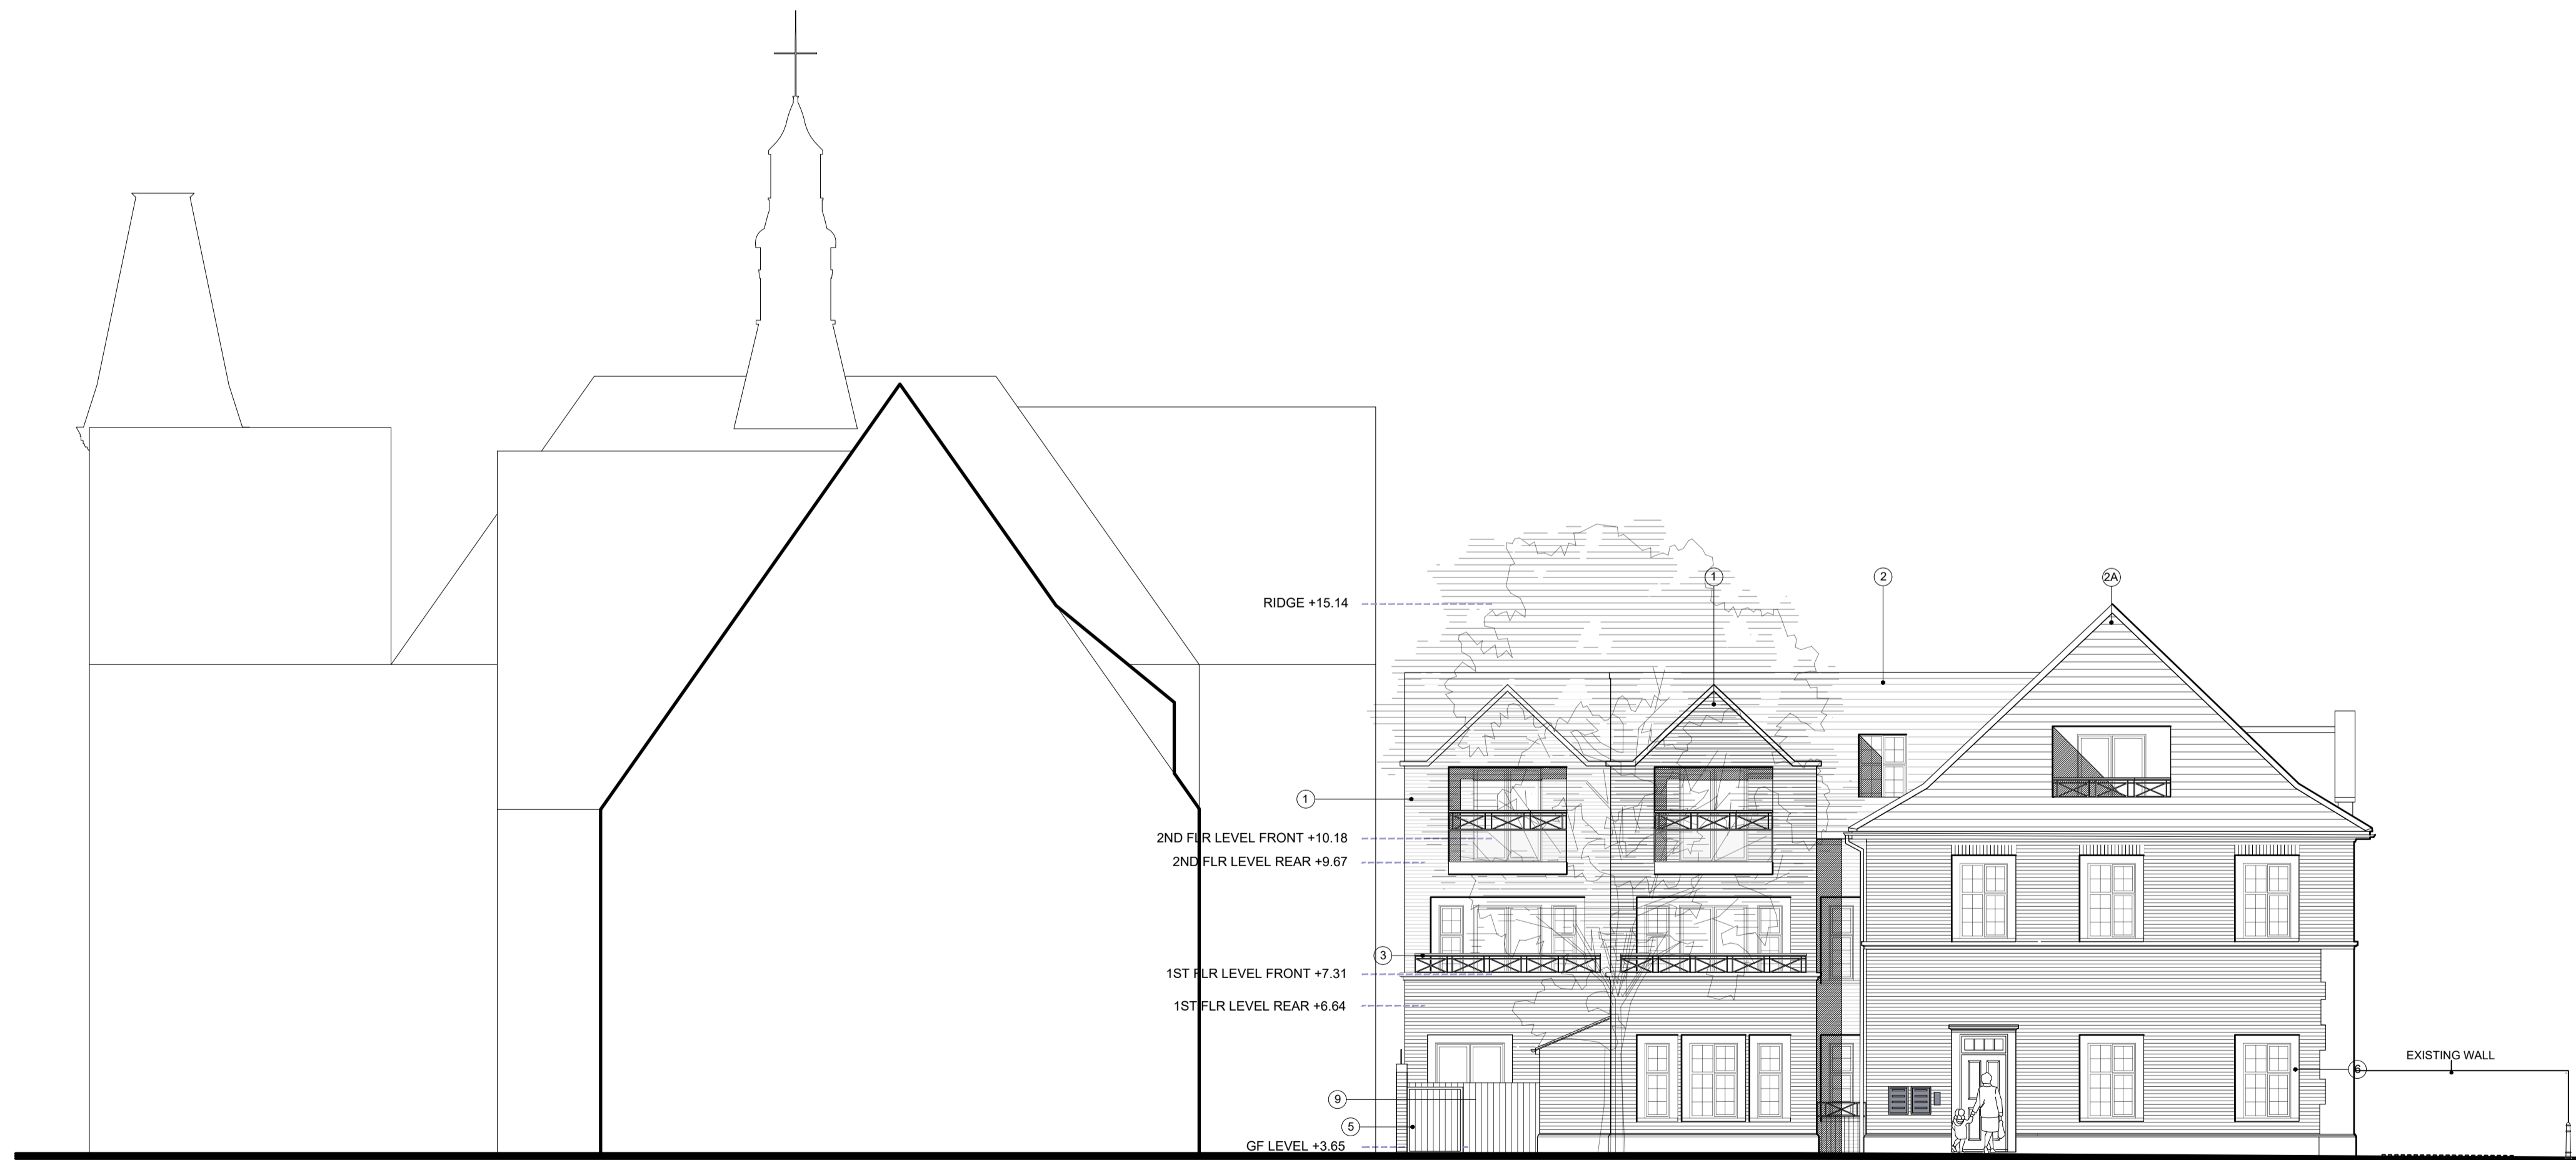 1
2
2A
RIDGE +15.14
1
2ND FLR LEVEL FRONT +10.18
2ND FLR LEVEL REAR +9.67
3
1ST FLR LEVEL FRONT +7.31
1ST FLR LEVEL REAR +6.64
EXISTING WALL
6
9
5
GF LEVEL +3.65